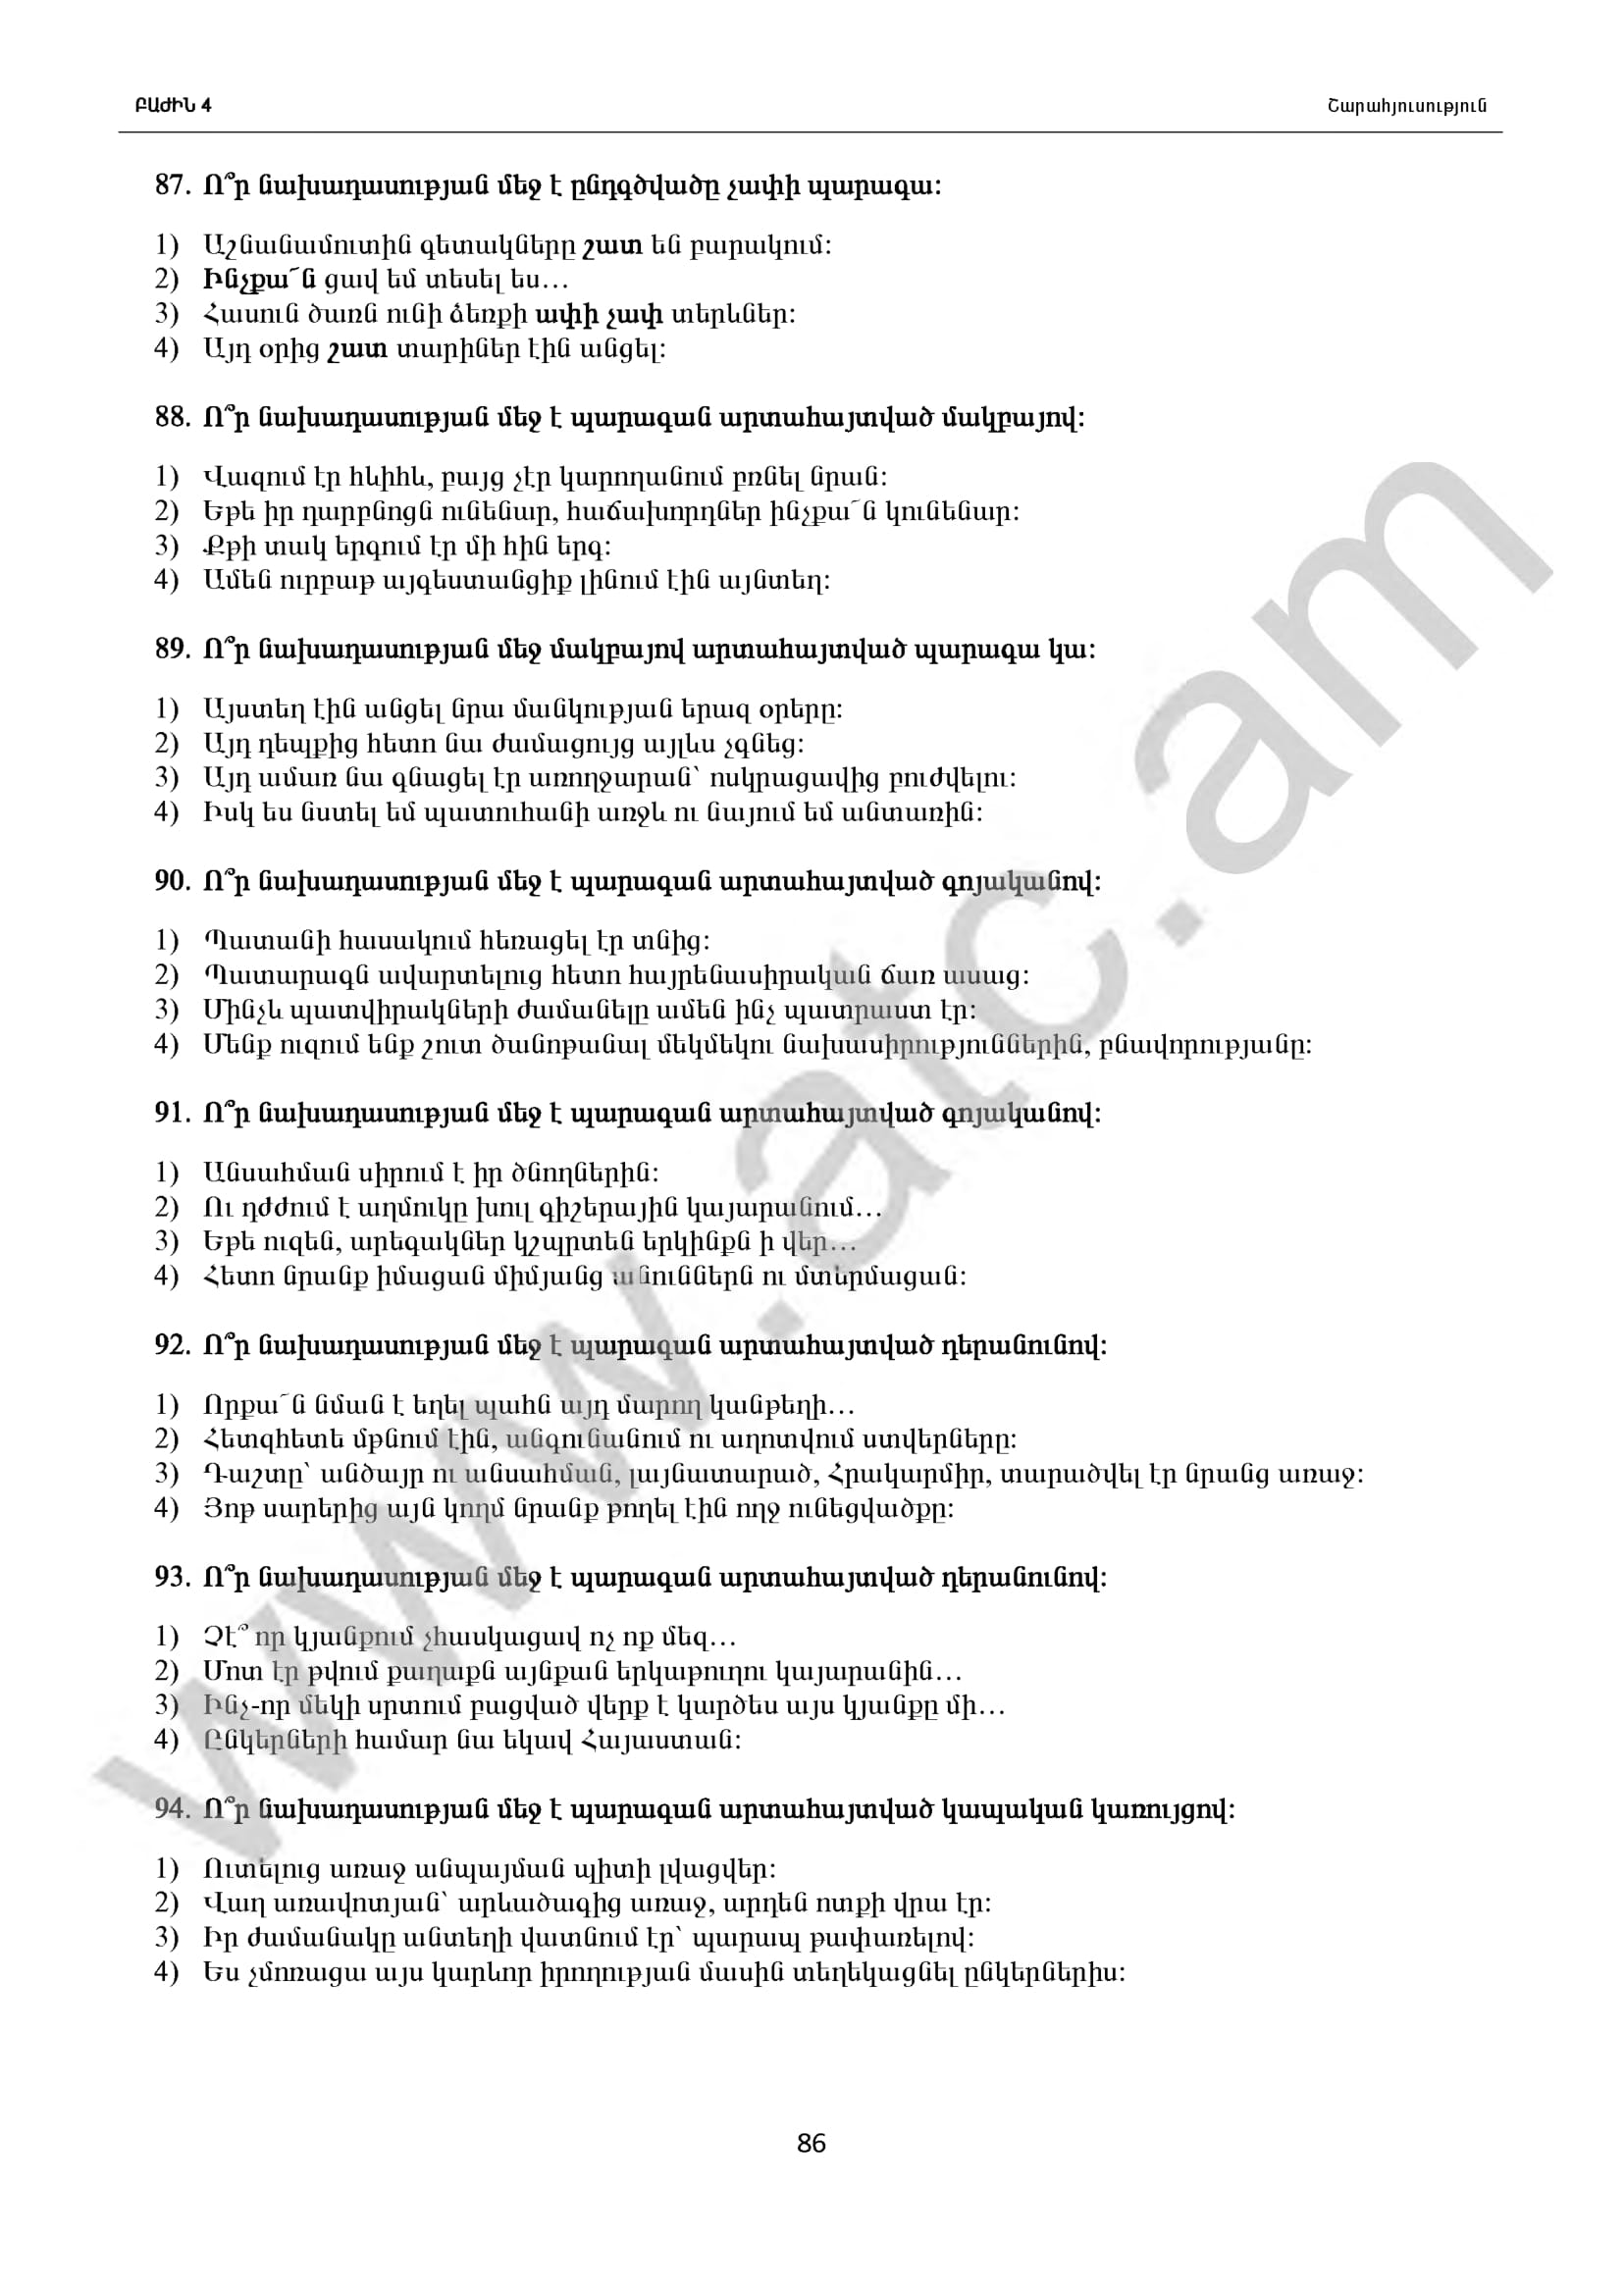 ԲԱԺԻՆ 4 Շարահյուսություն
87. Ո՞ր նախադասության մեջ է ընդգծվածը չափի պարագա:
1) Աշնանամուտին գետակները շատ են բարակում:
2) Ինչքա՜ն ցավ եմ տեսել ես…
3) Հասուն ծառն ունի ձեռքի ափի չափ տերևներ:
4) Այդ օրից շատ տարիներ էին անցել:
88. Ո՞ր նախադասության մեջ է պարագան արտահայտված մակբայով:
1) Վազում էր հևիհև, բայց չէր կարողանում բռնել նրան:
2) Եթե իր դարբնոցն ունենար, հաճախորդներ ինչքա՜ն կունենար:
3) Քթի տակ երգում էր մի հին երգ:
4) Ամեն ուրբաթ այգեստանցիք լինում էին այնտեղ:
89. Ո՞ր նախադասության մեջ մակբայով արտահայտված պարագա կա:
1) Այստեղ էին անցել նրա մանկության երազ օրերը:
2) Այդ դեպքից հետո նա ժամացույց այլևս չգնեց:
3) Այդ ամառ նա գնացել էր առողջարան՝ ոսկրացավից բուժվելու:
4) Իսկ ես նստել եմ պատուհանի առջև ու նայում եմ անտառին:
90. Ո՞ր նախադասության մեջ է պարագան արտահայտված գոյականով:
1) Պատանի հասակում հեռացել էր տնից:
2) Պատարագն ավարտելուց հետո հայրենասիրական ճառ ասաց:
3) Մինչև պատվիրակների ժամանելը ամեն ինչ պատրաստ էր:
4) Մենք ուզում ենք շուտ ծանոթանալ մեկմեկու նախասիրություններին, բնավորությանը:
91. Ո՞ր նախադասության մեջ է պարագան արտահայտված գոյականով:
1) Անսահման սիրում է իր ծնողներին:
2) Ու դժժում է աղմուկը խուլ գիշերային կայարանում…
3) Եթե ուզեն, արեգակներ կշպրտեն երկինքն ի վեր…
4) Հետո նրանք իմացան միմյանց անուններն ու մտերմացան:
92. Ո՞ր նախադասության մեջ է պարագան արտահայտված դերանունով:
1) Որքա՜ն նման է եղել պահն այդ մարող կանթեղի…
2) Հետզհետե մթնում էին, անգունանում ու աղոտվում ստվերները:
3) Դաշտը՝ անծայր ու անսահման, լայնատարած, Հրակարմիր, տարածվել էր նրանց առաջ:
4) Յոթ սարերից այն կողմ նրանք թողել էին ողջ ունեցվածքը:
93. Ո՞ր նախադասության մեջ է պարագան արտահայտված դերանունով:
1) Չէ՞ որ կյանքում չհասկացավ ոչ ոք մեզ…
2) Մոտ էր թվում քաղաքն այնքան երկաթուղու կայարանին…
3) Ինչ-որ մեկի սրտում բացված վերք է կարծես այս կյանքը մի…
4) Ընկերների համար նա եկավ Հայաստան:
94. Ո՞ր նախադասության մեջ է պարագան արտահայտված կապական կառույցով:
1) Ուտելուց առաջ անպայման պիտի լվացվեր:
2) Վաղ առավոտյան՝ արևածագից առաջ, արդեն ոտքի վրա էր:
3) Իր ժամանակը անտեղի վատնում էր՝ պարապ թափառելով:
4) Ես չմոռացա այս կարևոր իրողության մասին տեղեկացնել ընկերներիս:
86
www.atc.am